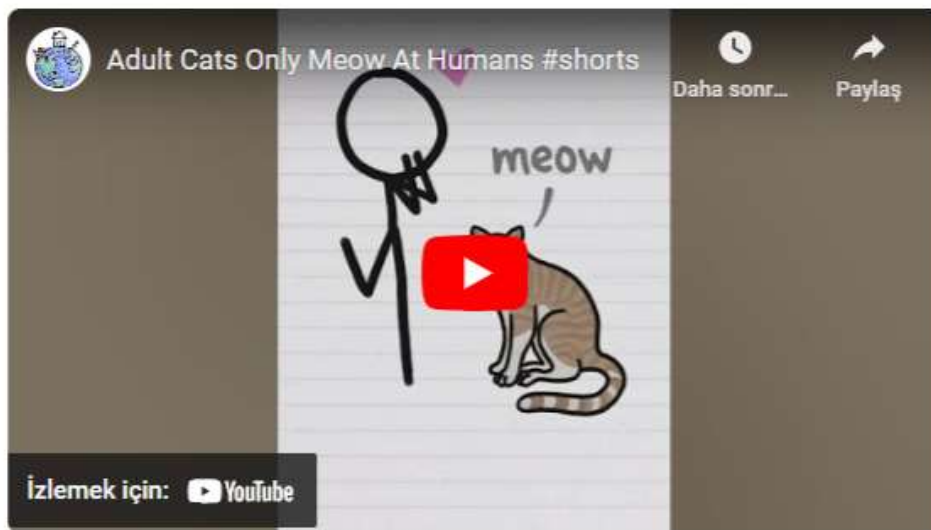 Adult Cats Only Meow At Humans #shorts
Daha sonr...
Paylaş
meow
İzlemek için: YouTube